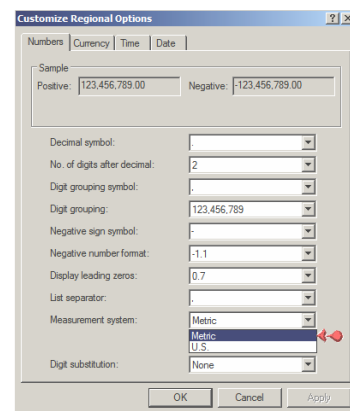 Customize Regional Options
Numbers Currency Time Date
Sample
Positive: 123,456,789.00 Negative: -123,456,789.00
Decimal symbol: .
No. of digits after decimal: 2
Digit grouping symbol: ,
Digit grouping: 123,456,789
Negative sign symbol: -
Negative number format: -1.1
Display leading zeros: 0.7
List separator: ,
Measurement system: Metric
Metric
U.S.
Digit substitution: None
OK Cancel Apply